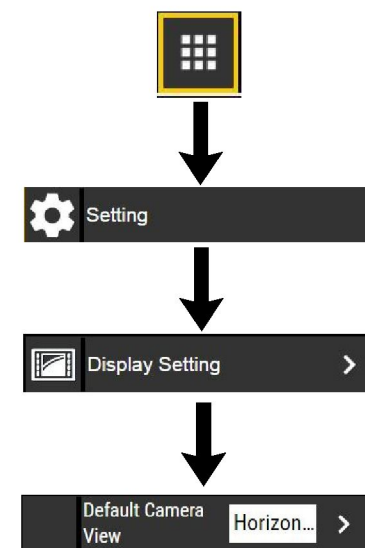 Setting
Display Setting
Default Camera
View
Horizon...